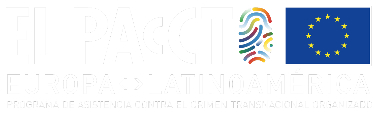 EL PAcCTO
EUROPA ⇔ LATINOAMÉRICA
PROGRAMA DE ASISTENCIA CONTRA EL CRIMEN TRANSNACIONAL ORGANIZADO